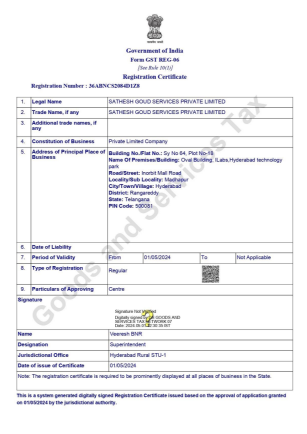 Government of India
Form GST REG-06
[See Rule 10(1)]
Registration Certificate
Registration Number : 36ABNCS2084D1Z8
1. Legal Name SATHESH GOUD SERVICES PRIVATE LIMITED
2. Trade Name, if any SATHESH GOUD SERVICES PRIVATE LIMITED
3. Additional trade names, if
any
4. Constitution of Business Private Limited Company
5. Address of Principal Place of
Business
Building No./Flat No.: Sy No 64, Plot No-18
Name Of Premises/Building: Oval Building, ILabs,Hyderabad technology
park
Road/Street: Inorbit Mall Road
Locality/Sub Locality: Madhapur
City/Town/Village: Hyderabad
District: Rangareddy
State: Telangana
PIN Code: 500081
6. Date of Liability
7. Period of Validity From 01/05/2024 To Not Applicable
8. Type of Registration Regular
9. Particulars of Approving Centre
Signature
Signature Not Verified
Digitally signed by DS GOODS AND
SERVICES TAX NETWORK 07
Name Veeresh BNR
Designation Superintendent
Jurisdictional Office Hyderabad Rural STU-1
Date of issue of Certificate 01/05/2024
Note: The registration certificate is required to be prominently displayed at all places of business in the State.
This is a system generated digitally signed Registration Certificate issued based on the approval of application granted
on 01/05/2024 by the jurisdictional authority.
Goods and Services Tax